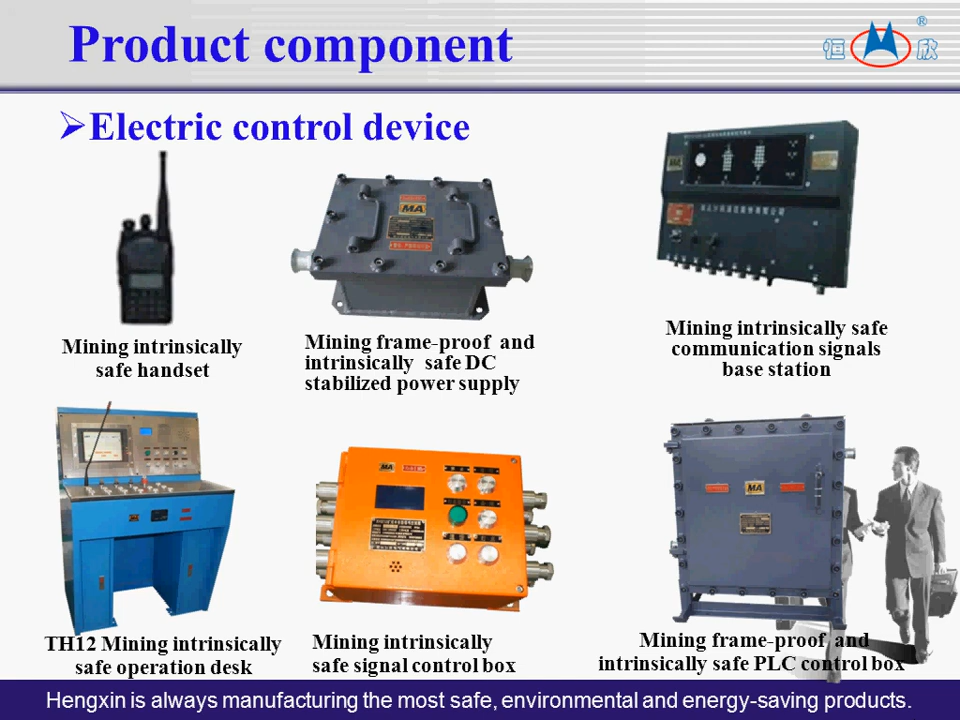 Product component
恒 欣 ®
➢Electric control device
MA
MA
Mining intrinsically
safe handset
Mining frame-proof and
intrinsically safe DC
stabilized power supply
Mining intrinsically safe
communication signals
base station
MA
MA
TH12 Mining intrinsically
safe operation desk
Mining intrinsically
safe signal control box
Mining frame-proof and
intrinsically safe PLC control box
Hengxin is always manufacturing the most safe, environmental and energy-saving products.